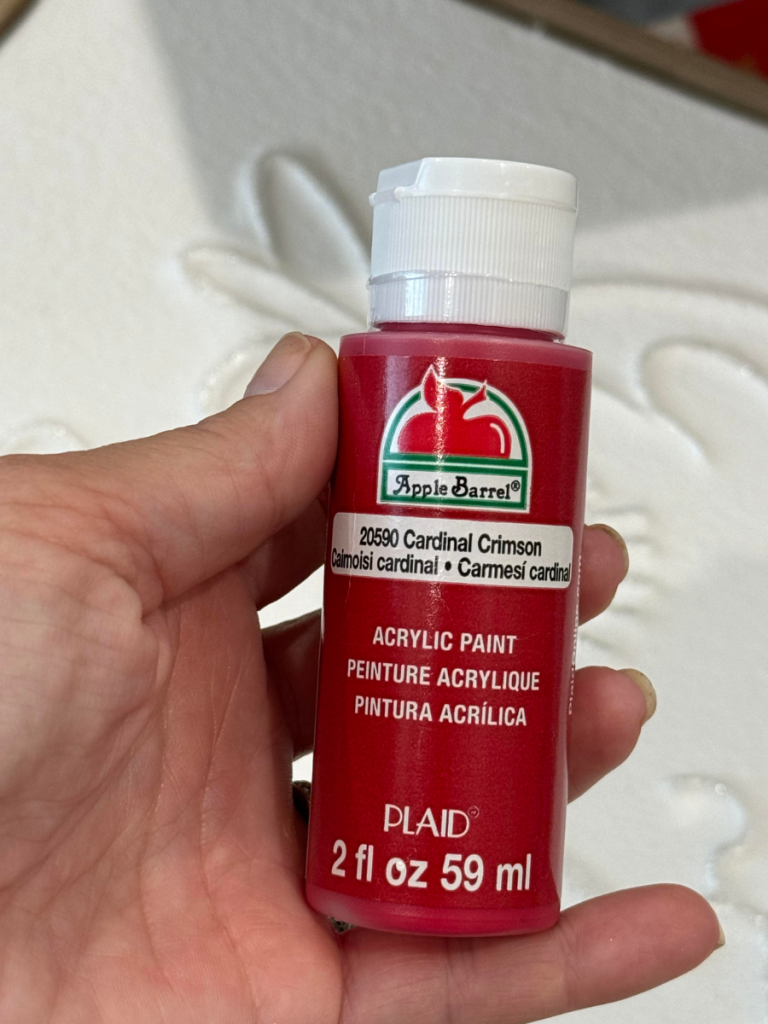 Apple Barrel®
20590 Cardinal Crimson
Caimoisi cardinal • Carmesí cardinal
ACRYLIC PAINT
PEINTURE ACRYLIQUE
PINTURA ACRÍLICA
PLAID
2 fl oz 59 ml